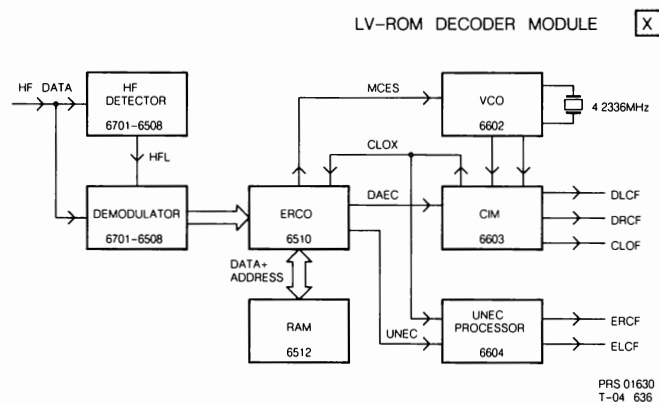 LV-ROM DECODER MODULE X
HF DATA
HF
DETECTOR
6701-6508
HFL
DEMODULATOR
6701-6508
MCES
VCO
6602
4 2336MHz
CLOX
ERCO
6510
DAEC
CIM
6603
DLCF
DRCF
CLOF
DATA+
ADDRESS
RAM
6512
UNEC
UNEC
PROCESSOR
6604
ERCF
ELCF
PRS 01630
T-04 636